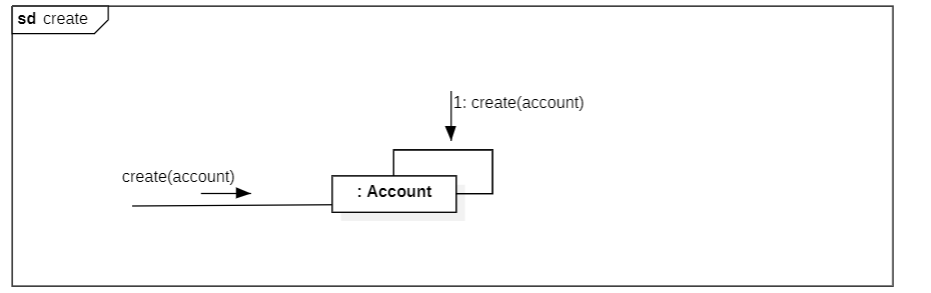 sd create
1: create(account)
create(account)
: Account